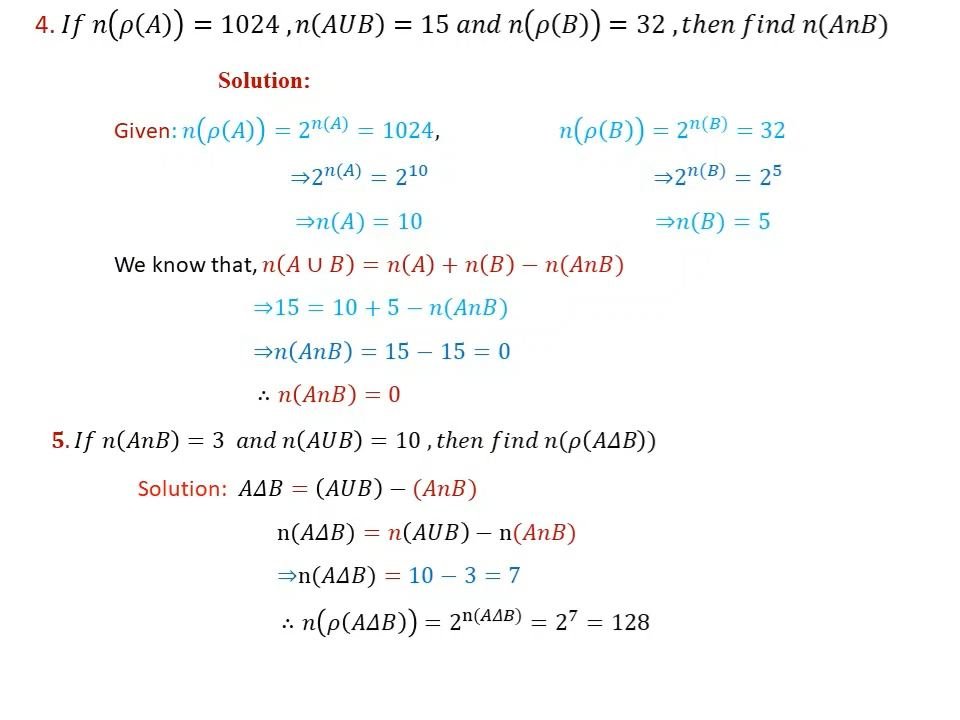 4. If n(ρ(A)) = 1024 ,n(AUB) = 15 and n(ρ(B)) = 32 ,then find n(AnB)
Solution:
Given: n(ρ(A)) = 2^{n(A)} = 1024, n(ρ(B)) = 2^{n(B)} = 32
⇒2^{n(A)} = 2^{10} ⇒2^{n(B)} = 2^{5}
⇒n(A) = 10 ⇒n(B) = 5
We know that, n(A ∪ B) = n(A) + n(B) − n(AnB)
⇒15 = 10 + 5 − n(AnB)
⇒n(AnB) = 15 − 15 = 0
∴ n(AnB) = 0
5. If n(AnB) = 3 and n(AUB) = 10 ,then find n(ρ(AΔB))
Solution: AΔB = (AUB) − (AnB)
n(AΔB) = n(AUB) − n(AnB)
⇒n(AΔB) = 10 − 3 = 7
∴ n(ρ(AΔB)) = 2^{n(AΔB)} = 2^{7} = 128